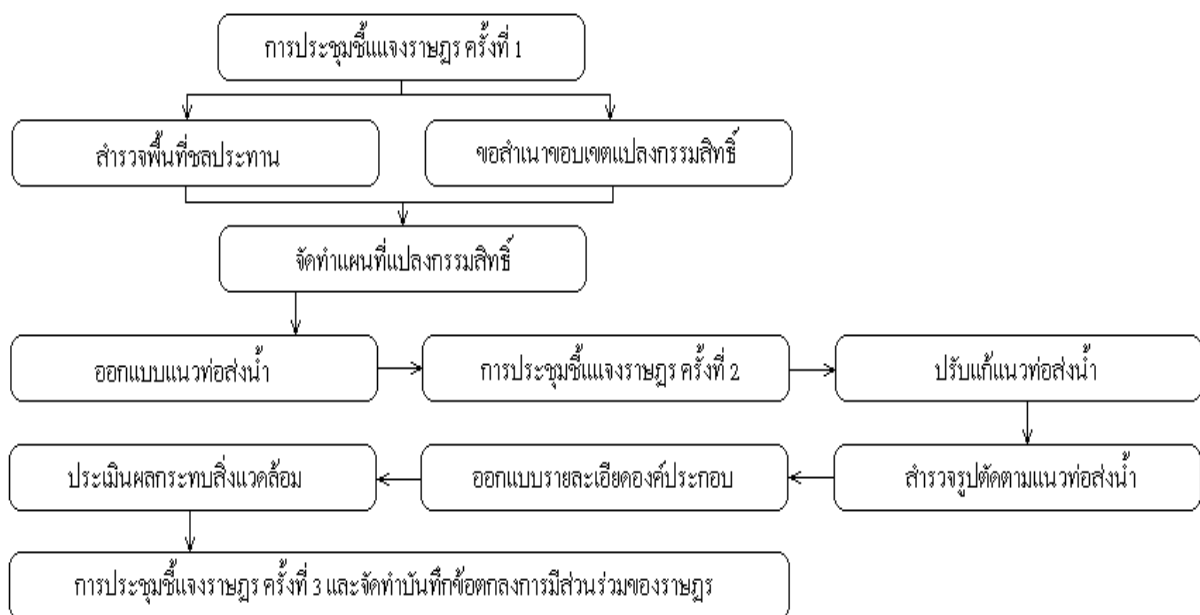 การประชุมชี้แแจงราษฎร ครั้งที่ 1
สำรวจพื้นที่ชลประทาน
ขอสำเนาขอบเขตแปลงกรรมสิทธิ์
จัดทำแผนที่แปลงกรรมสิทธิ์
ออกแบบแนวท่อส่งน้ำ
การประชุมชี้แแจงราษฎร ครั้งที่ 2
ปรับแก้แนวท่อส่งน้ำ
สำรวจรูปตัดตามแนวท่อส่งน้ำ
ออกแบบรายละเอียดองค์ประกอบ
ประเมินผลกระทบสิ่งแวดล้อม
การประชุมชี้แจงราษฎร ครั้งที่ 3 และจัดทำบันทึกข้อตกลงการมีส่วนร่วมของราษฎร